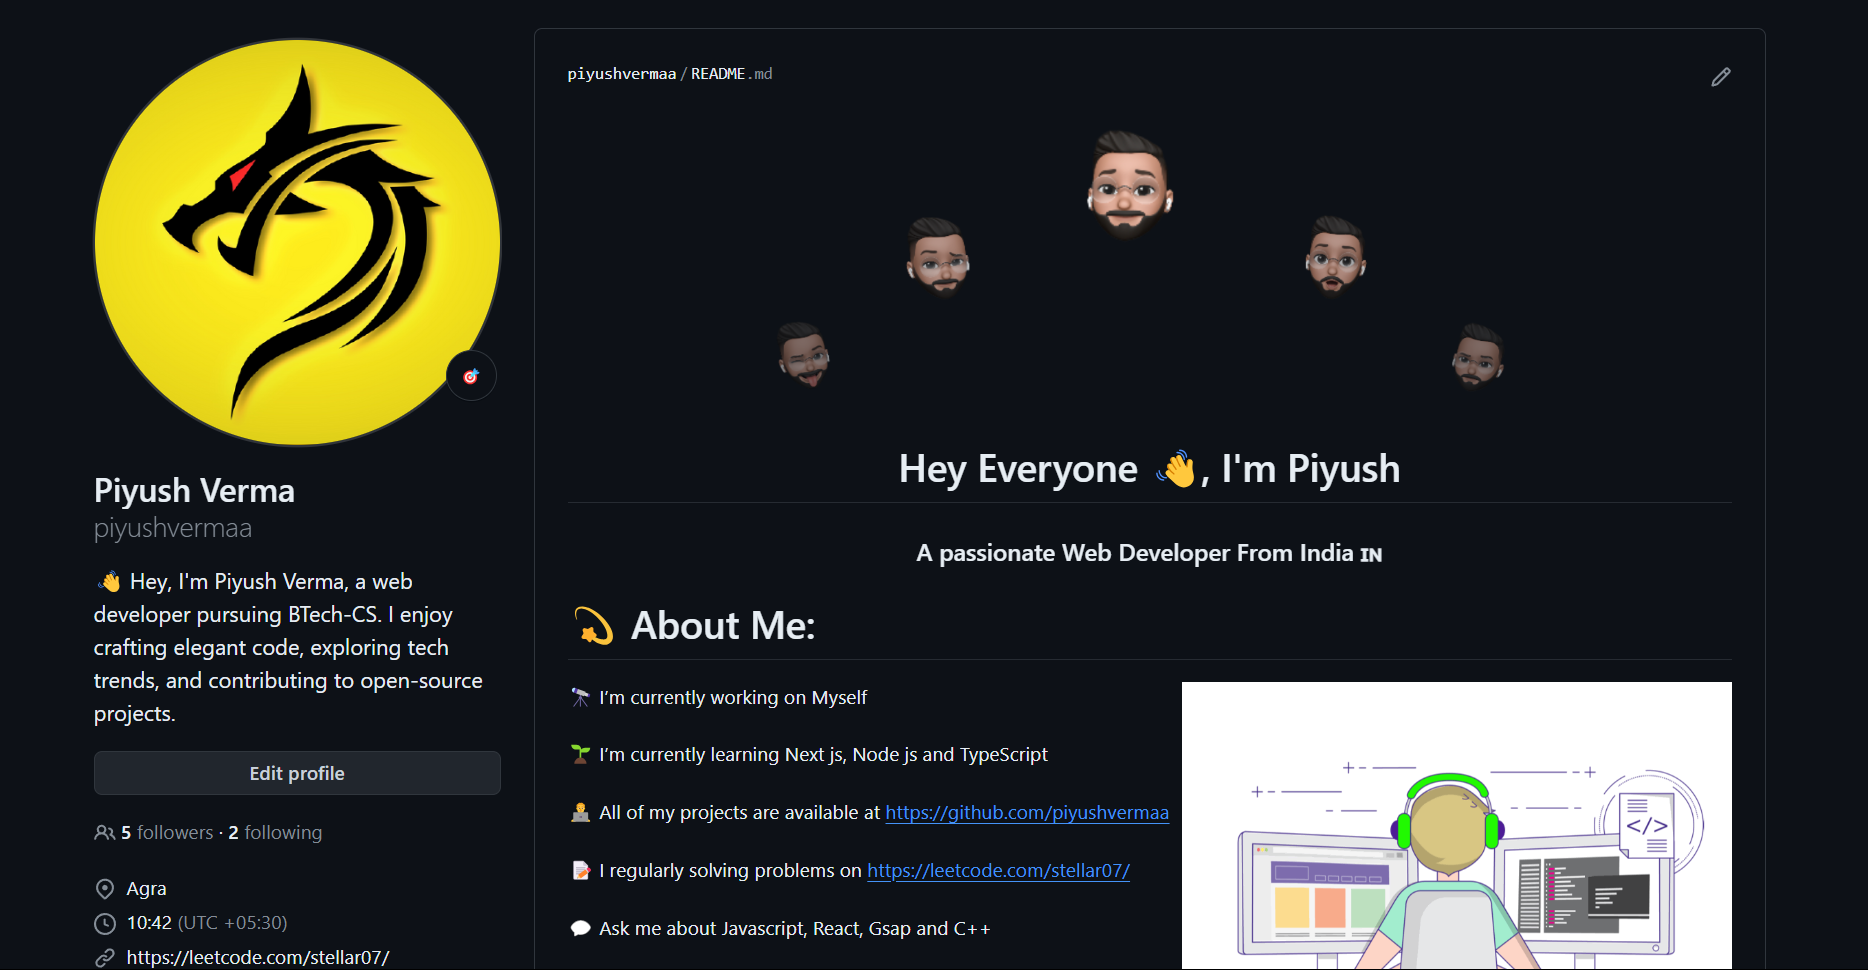 Piyush Verma
piyushvermaa
👋 Hey, I'm Piyush Verma, a web
developer pursuing BTech-CS. I enjoy
crafting elegant code, exploring tech
trends, and contributing to open-source
projects.
Edit profile
5 followers · 2 following
Agra
10:42 (UTC +05:30)
https://leetcode.com/stellar07/
piyushvermaa/README.md
Hey Everyone 👋, I'm Piyush
A passionate Web Developer From India IN
💫 About Me:
🔭 I’m currently working on Myself
🌱 I’m currently learning Next js, Node js and TypeScript
👨‍💻 All of my projects are available at https://github.com/piyushvermaa
📝 I regularly solving problems on https://leetcode.com/stellar07/
💬 Ask me about Javascript, React, Gsap and C++
</>